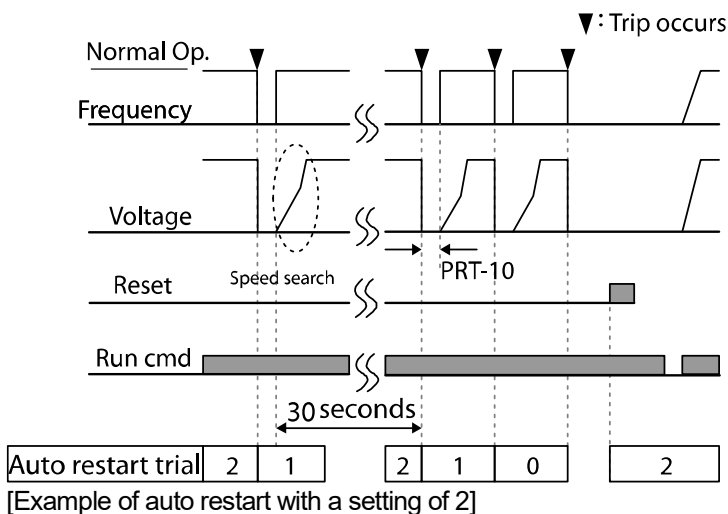 ▼: Trip occurs
Normal Op.
Frequency
Voltage
PRT-10
Speed search
Reset
Run cmd
30 seconds
Auto restart trial 2 1 2 1 0 2
[Example of auto restart with a setting of 2]